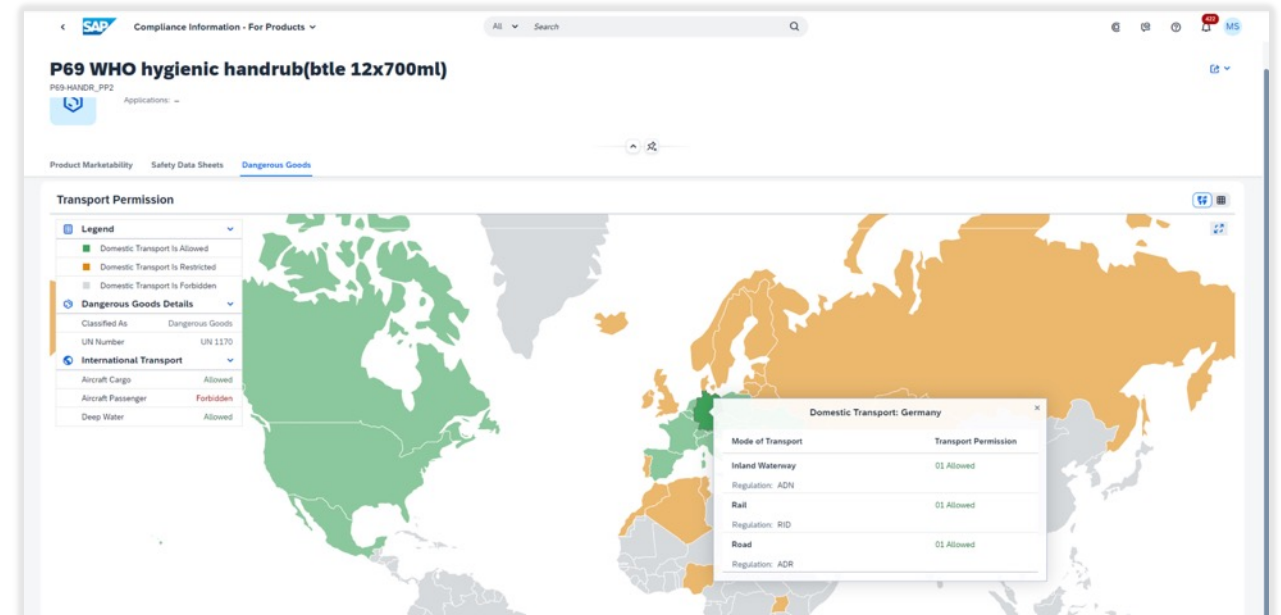 SAP Compliance Information - For Products All Search 422 MS
P69 WHO hygienic handrub(btle 12x700ml)
P69-HANDR_PP2
Applications: –
Product Marketability Safety Data Sheets Dangerous Goods
Transport Permission
Legend
Domestic Transport Is Allowed
Domestic Transport Is Restricted
Domestic Transport Is Forbidden
Dangerous Goods Details
Classified As Dangerous Goods
UN Number UN 1170
International Transport
Aircraft Cargo Allowed
Aircraft Passenger Forbidden
Deep Water Allowed
Domestic Transport: Germany
Mode of Transport Transport Permission
Inland Waterway 01 Allowed
Regulation: ADN
Rail 01 Allowed
Regulation: RID
Road 01 Allowed
Regulation: ADR